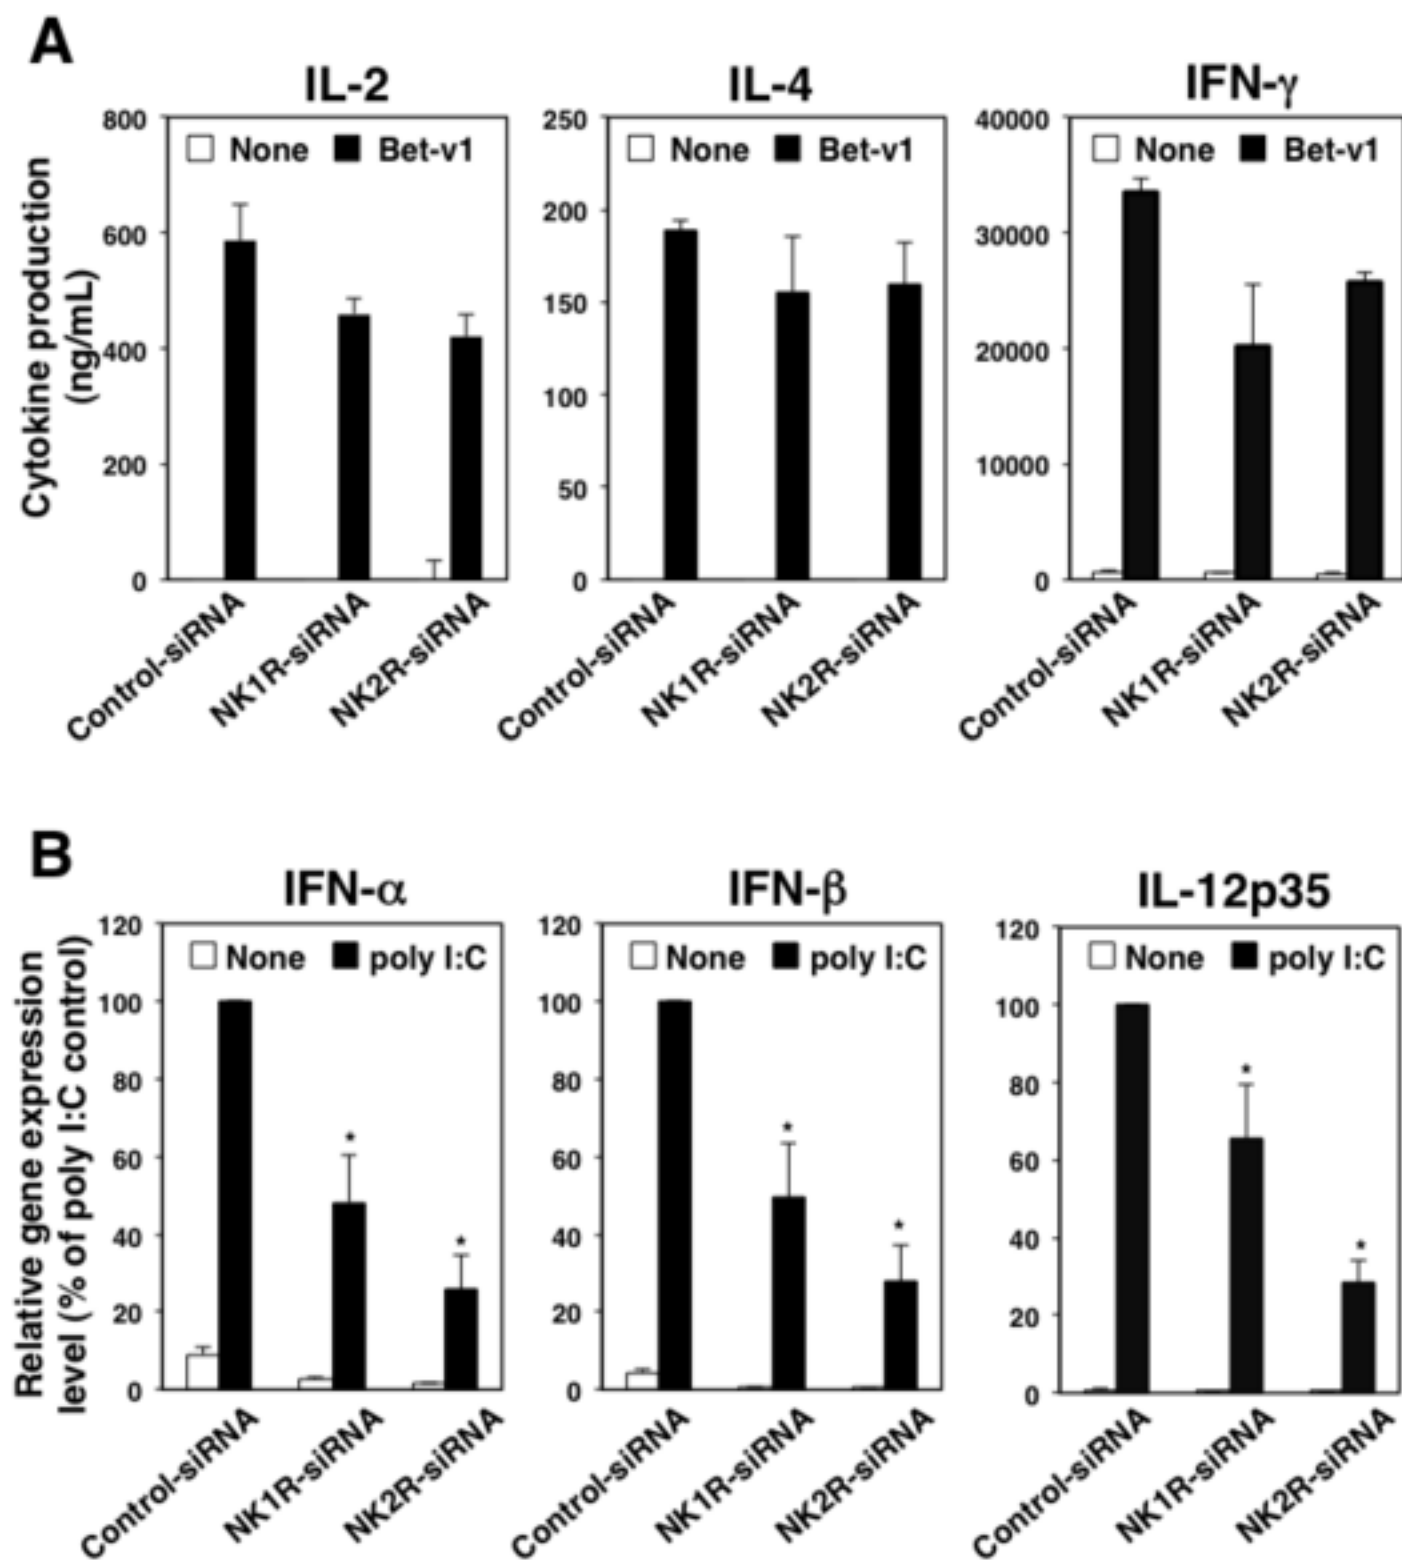 A
IL-2
IL-4
IFN-γ
Cytokine production
(ng/mL)
800
600
400
200
0
None Bet-v1
Control-siRNA
NK1R-siRNA
NK2R-siRNA
250
200
150
100
50
0
None Bet-v1
Control-siRNA
NK1R-siRNA
NK2R-siRNA
40000
30000
20000
10000
0
None Bet-v1
Control-siRNA
NK1R-siRNA
NK2R-siRNA
B
IFN-α
IFN-β
IL-12p35
Relative gene expression
level (% of poly I:C control)
120
100
80
60
40
20
0
None poly I:C
*
*
Control-siRNA
NK1R-siRNA
NK2R-siRNA
120
100
80
60
40
20
0
None poly I:C
*
*
Control-siRNA
NK1R-siRNA
NK2R-siRNA
120
100
80
60
40
20
0
None poly I:C
*
*
Control-siRNA
NK1R-siRNA
NK2R-siRNA